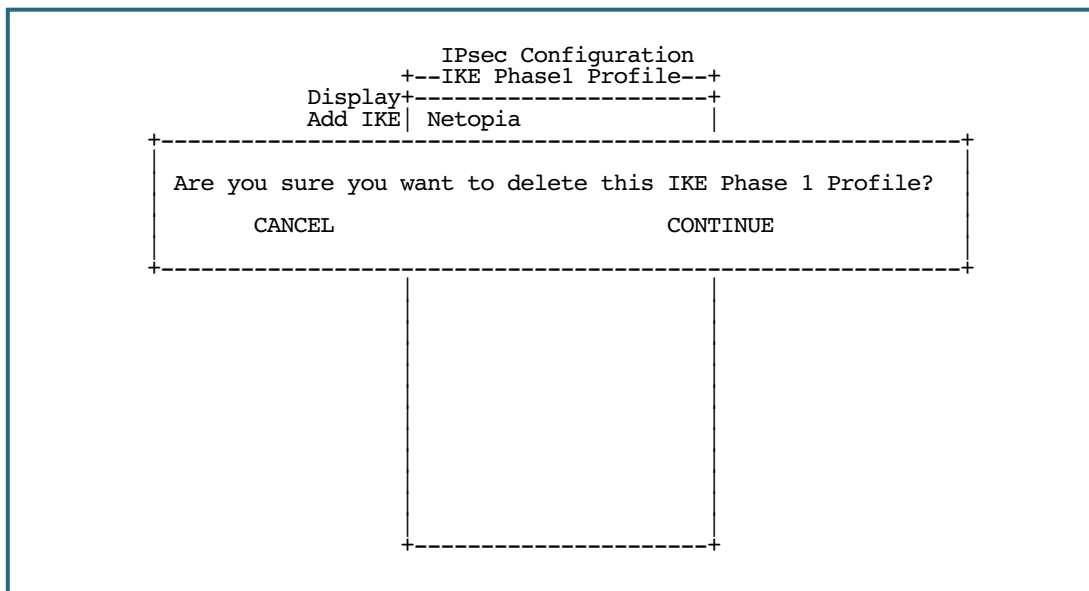 IPsec Configuration
+--IKE Phase1 Profile--+
Display+----------------------+
Add IKE| Netopia |
+------------------------------------------------------------+
Are you sure you want to delete this IKE Phase 1 Profile?
CANCEL CONTINUE
+------------------------------------------------------------+
+----------------------+